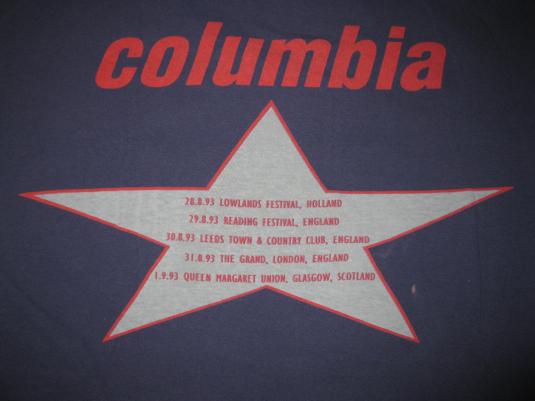 columbia
28.8.93 LOWLANDS FESTIVAL, HOLLAND
29.8.93 READING FESTIVAL, ENGLAND
30.8.93 LEEDS TOWN & COUNTRY CLUB, ENGLAND
31.8.93 THE GRAND, LONDON, ENGLAND
1.9.93 QUEEN MARGARET UNION, GLASGOW, SCOTLAND